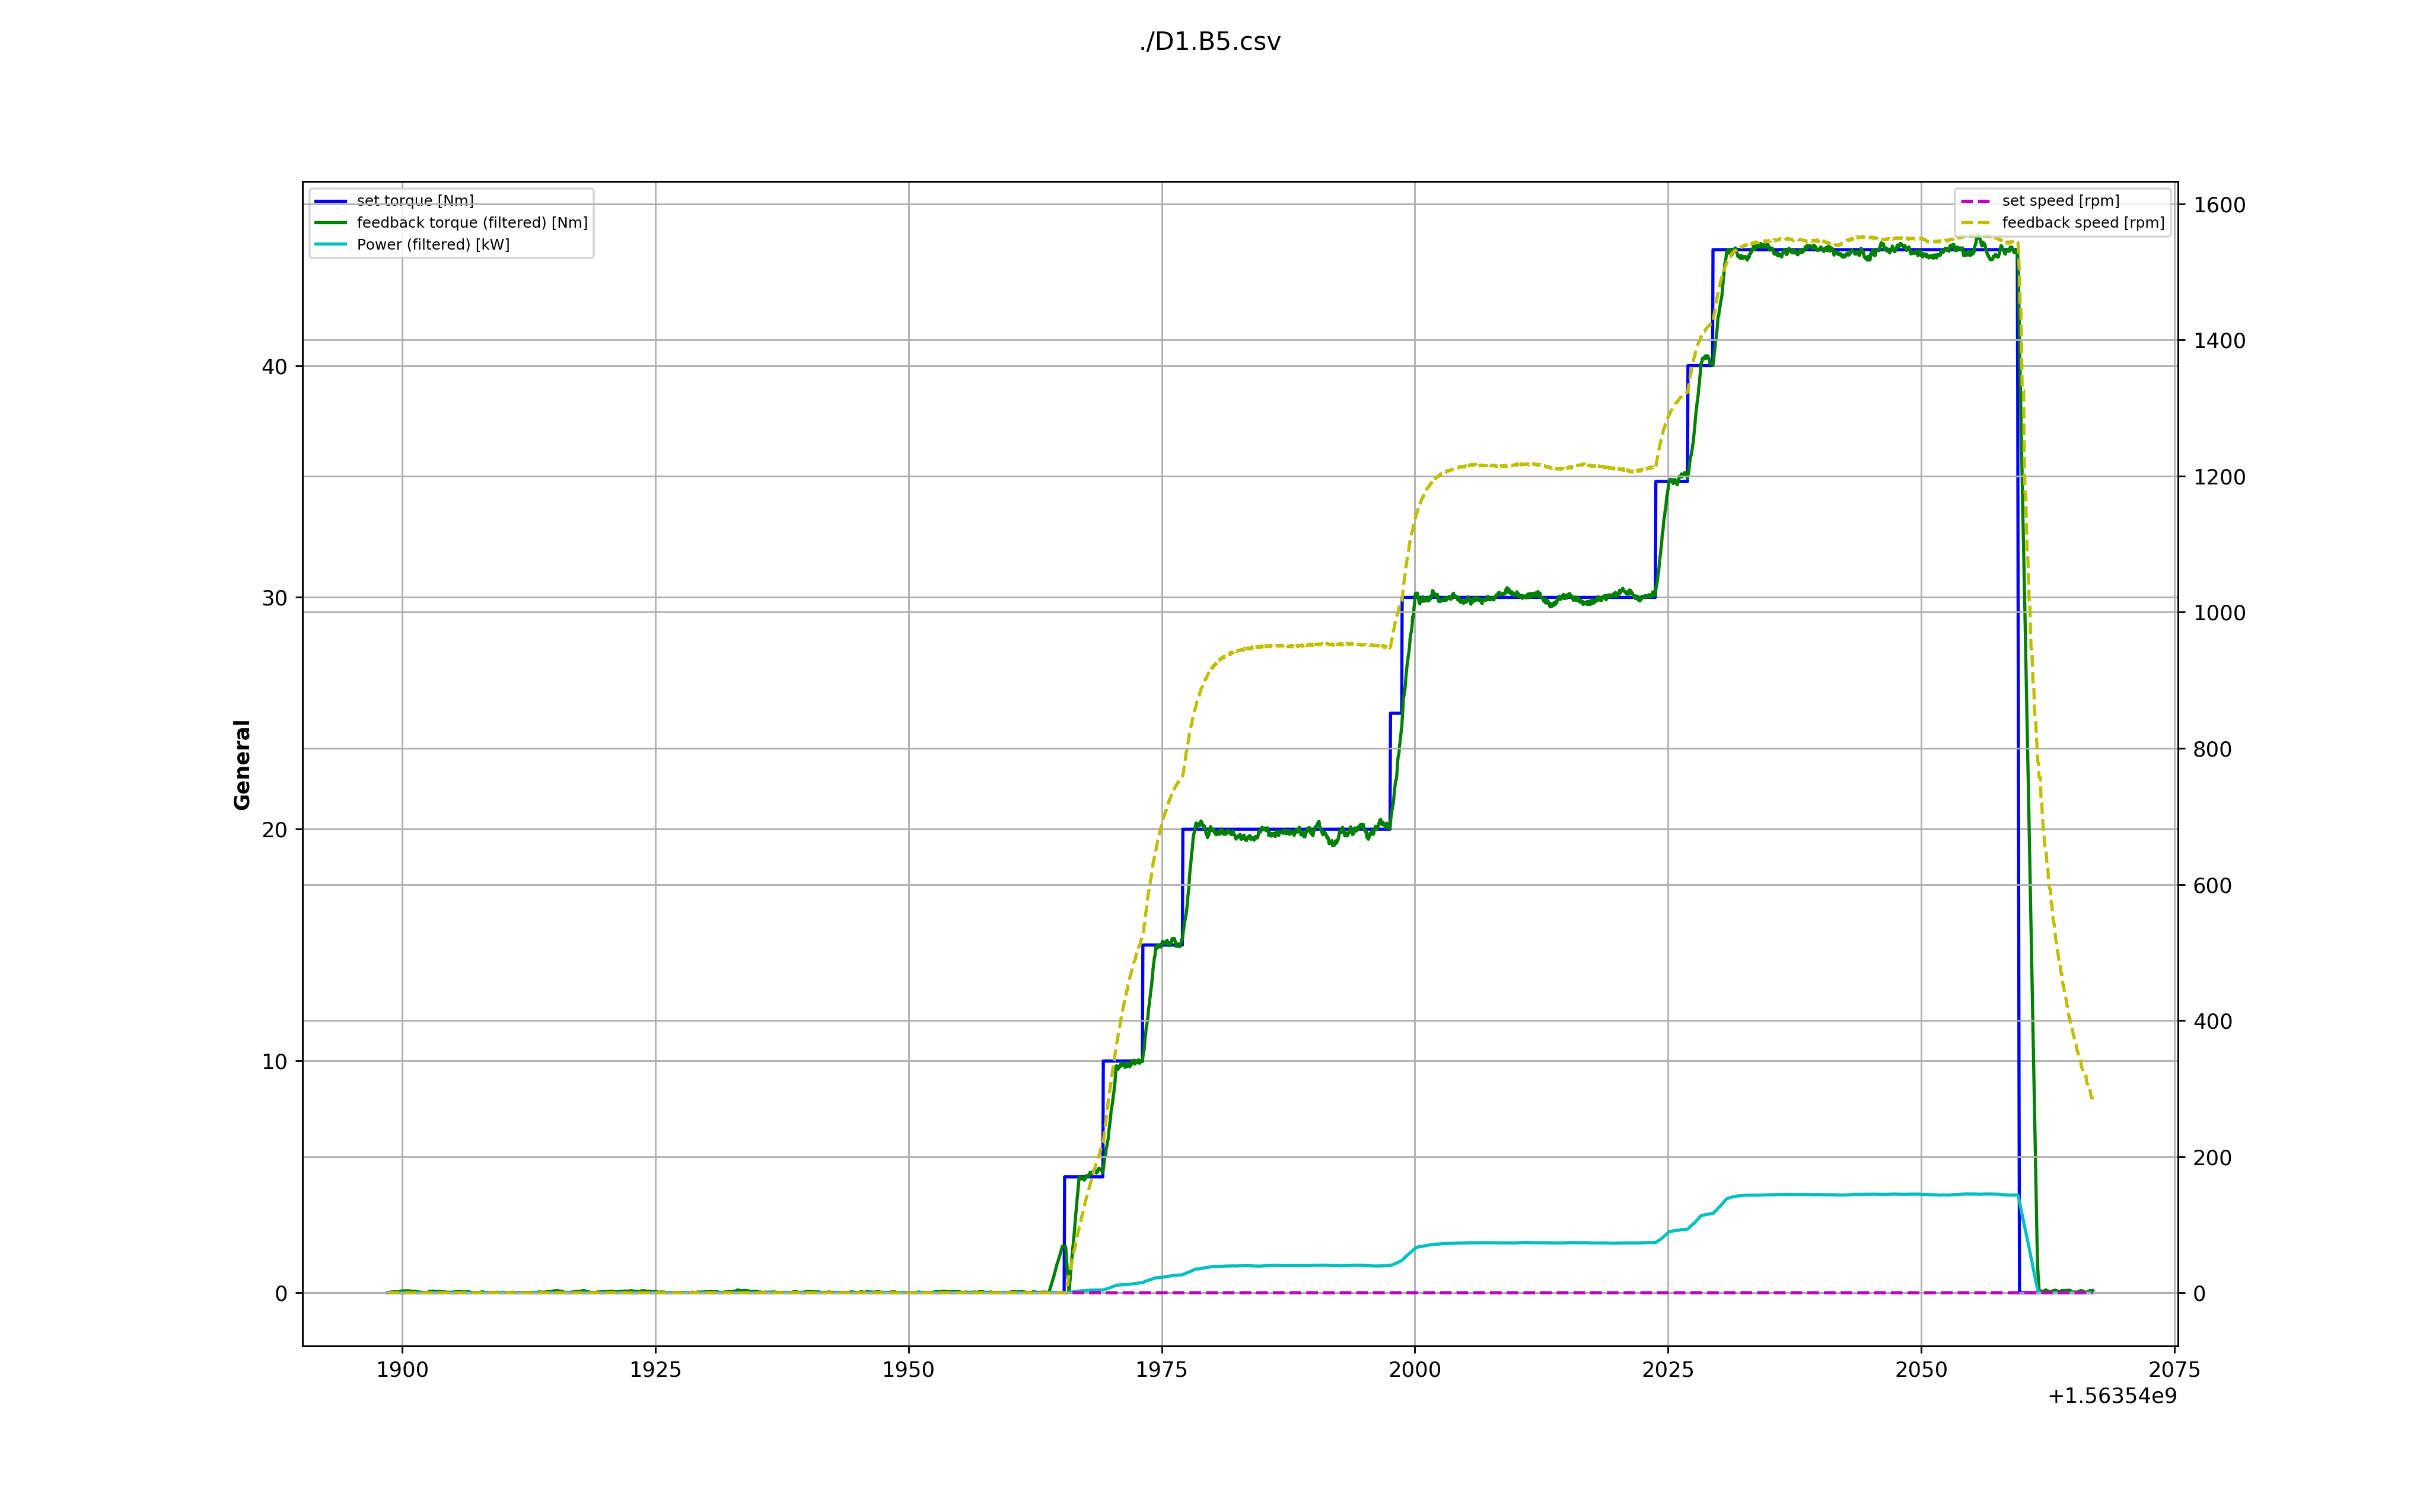 ./D1.B5.csv
set torque [Nm]
feedback torque (filtered) [Nm]
Power (filtered) [kW]
set speed [rpm]
feedback speed [rpm]
General
40
30
20
10
0
1600
1400
1200
1000
800
600
400
200
0
1900 1925 1950 1975 2000 2025 2050 2075
+1.56354e9